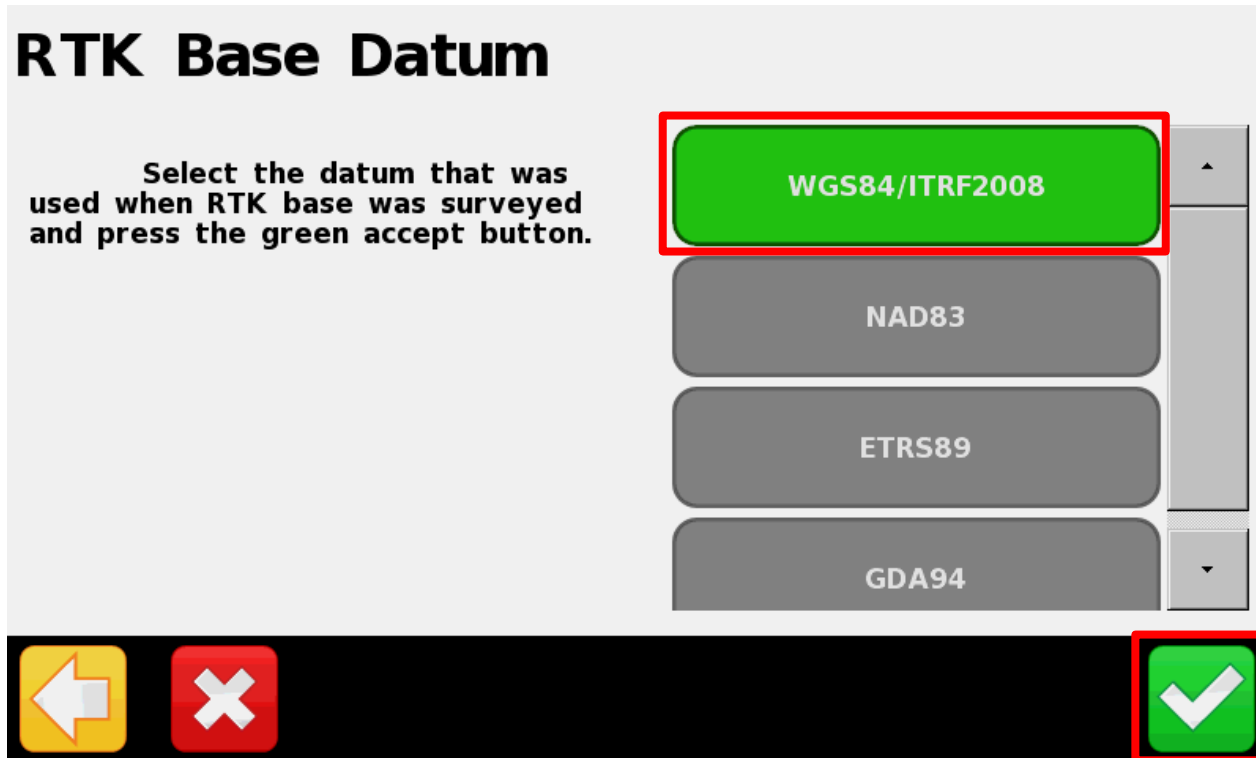 RTK Base Datum
Select the datum that was
used when RTK base was surveyed
and press the green accept button.
WGS84/ITRF2008
NAD83
ETRS89
GDA94